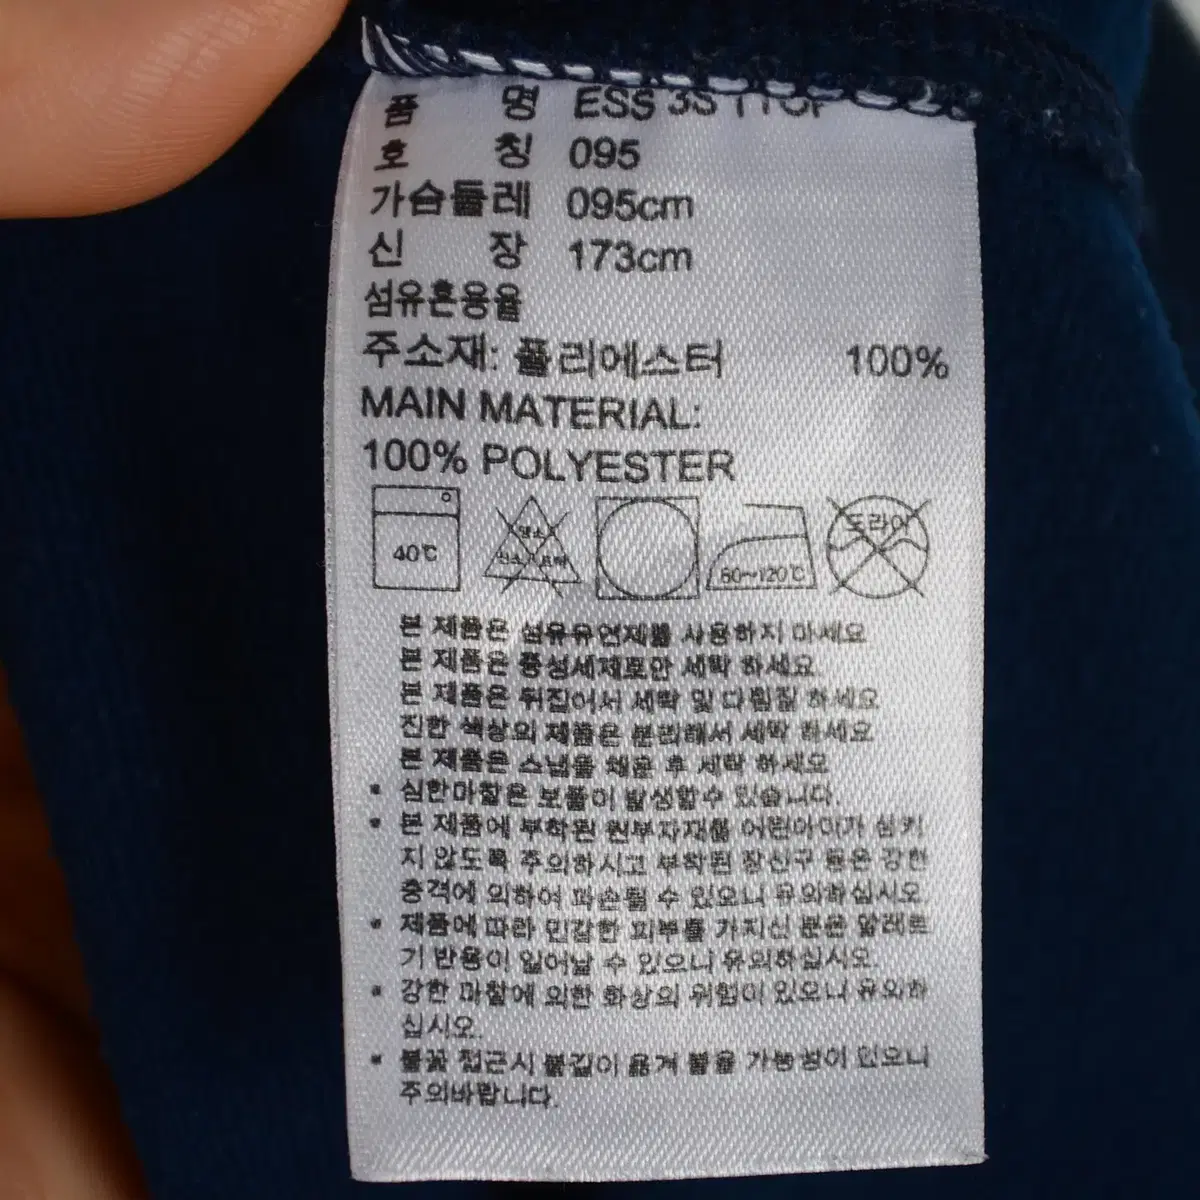 품 명 ESS 3S TTOP
호 칭 095
가슴둘레 095cm
신 장 173cm
섬유혼용율
주소재: 폴리에스터 100%
MAIN MATERIAL:
100% POLYESTER
40℃ 염소 산소 표백 60~120℃ 드라이
본 제품은 섬유유연제를 사용하지 마세요
본 제품은 중성세제로만 세탁 하세요
본 제품은 뒤집어서 세탁 및 다림질 하세요
진한 색상의 제품은 분리해서 세탁 하세요
본 제품은 스냅을 채운 후 세탁 하세요
• 심한마찰은 보풀이 발생할수 있습니다.
• 본 제품에 부착된 원부자재를 어린아이가 삼키
지 않도록 주의하시고 부착된 장신구 등은 강한
충격에 의하여 파손될 수 있으니 유의하십시오.
• 제품에 따라 민감한 피부를 가지신 분은 알레르
기 반응이 일어날 수 있으니 유의하십시오.
• 강한 마찰에 의한 화상의 위험이 있으니 유의하
십시오.
• 불꽃 접근시 불길이 옮겨 붙을 가능성이 있으니
주의바랍니다.